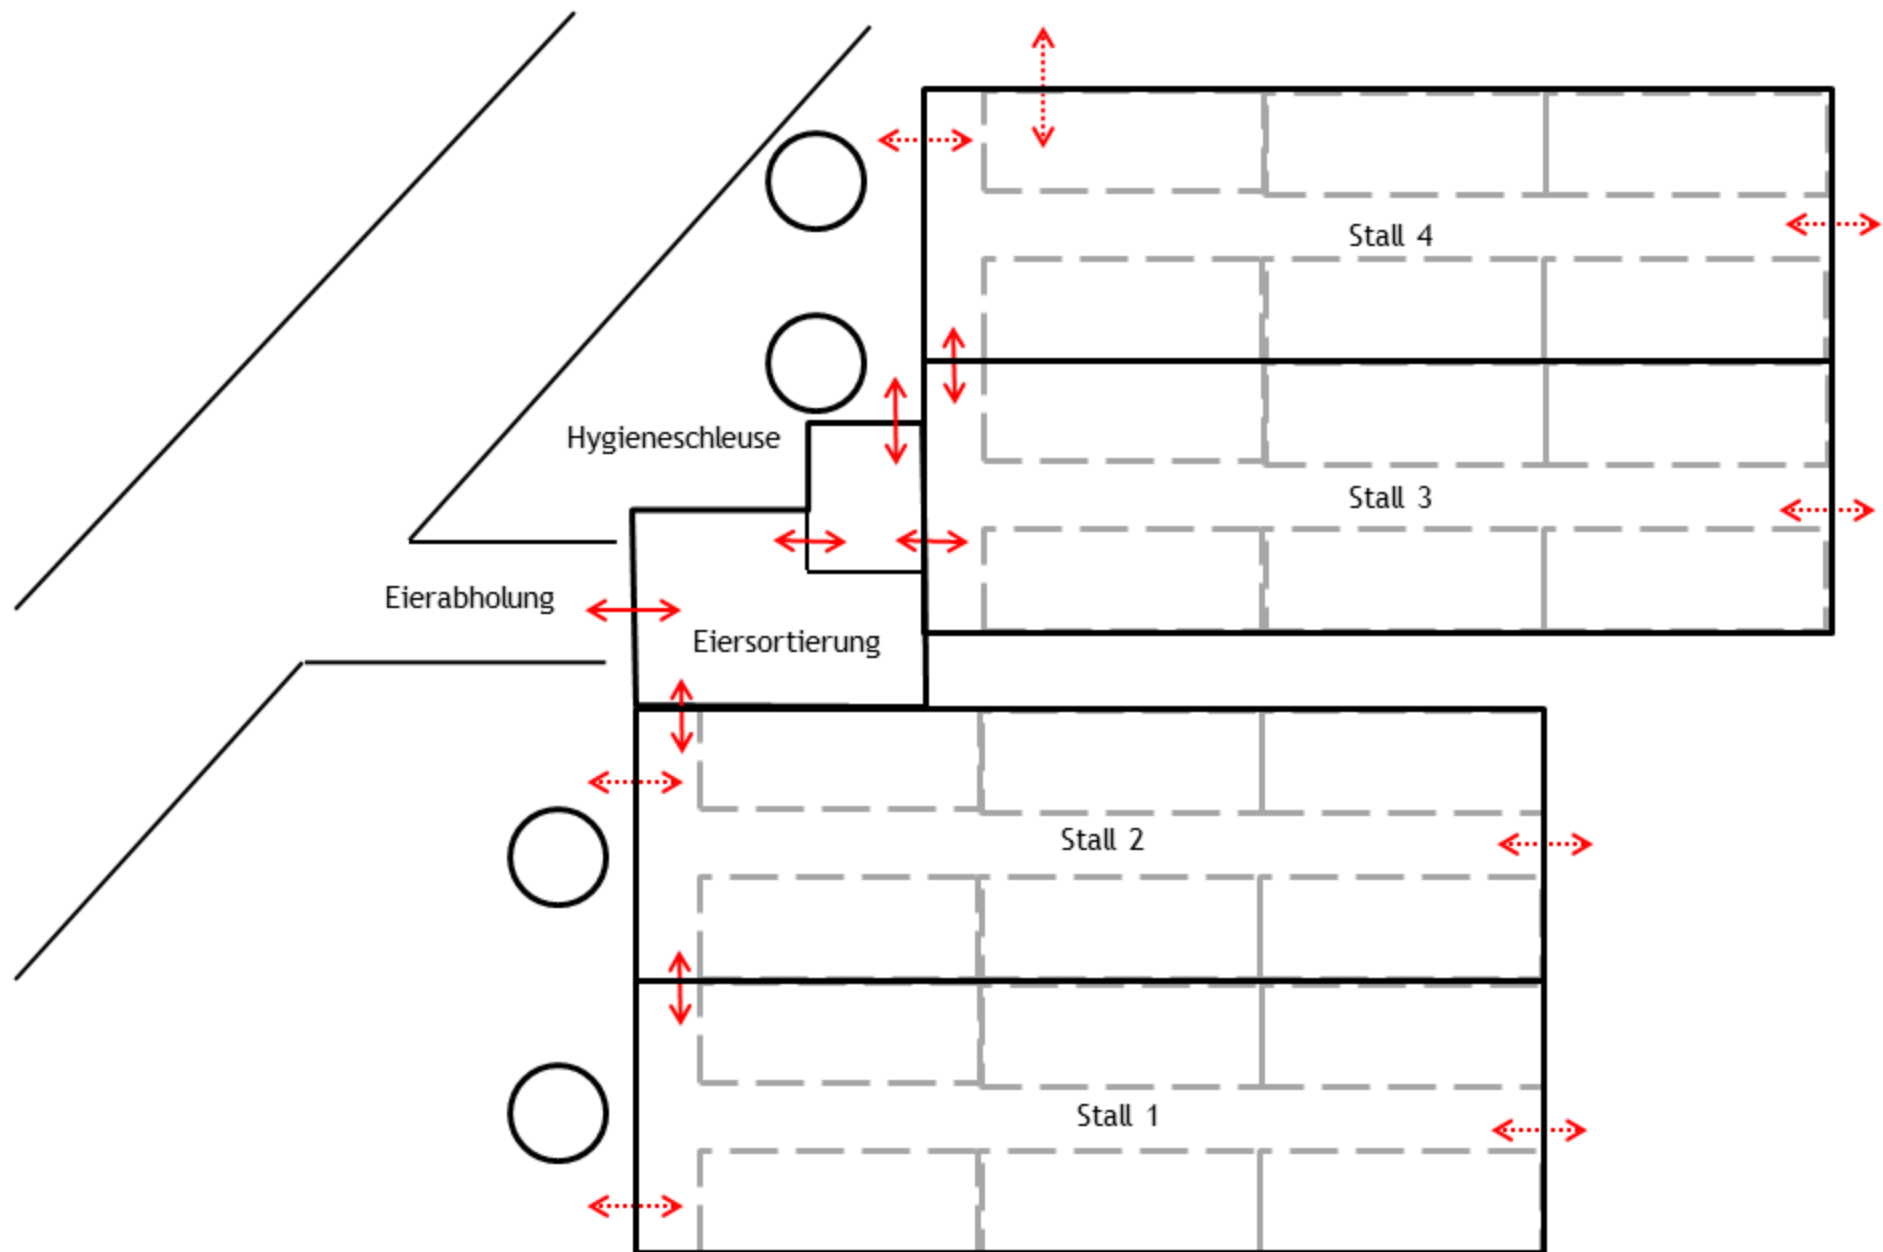 Stall 4
Hygieneschleuse
Stall 3
Eierabholung
Eiersortierung
Stall 2
Stall 1